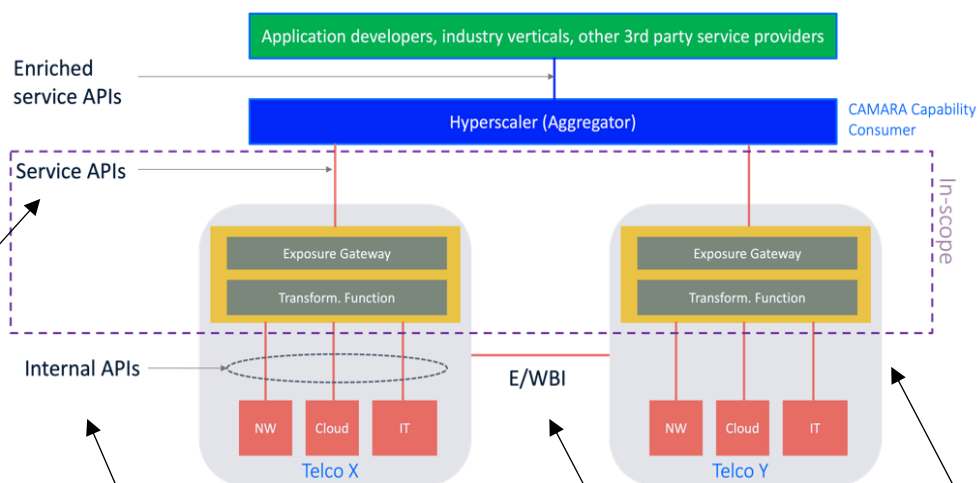 Application developers, industry verticals, other 3rd party service providers
Enriched
service APIs
Hyperscaler (Aggregator)
CAMARA Capability
Consumer
Service APIs
In-scope
Exposure Gateway
Exposure Gateway
Transform. Function
Transform. Function
Internal APIs
E/WBI
NW
Cloud
IT
NW
Cloud
IT
Telco X
Telco Y